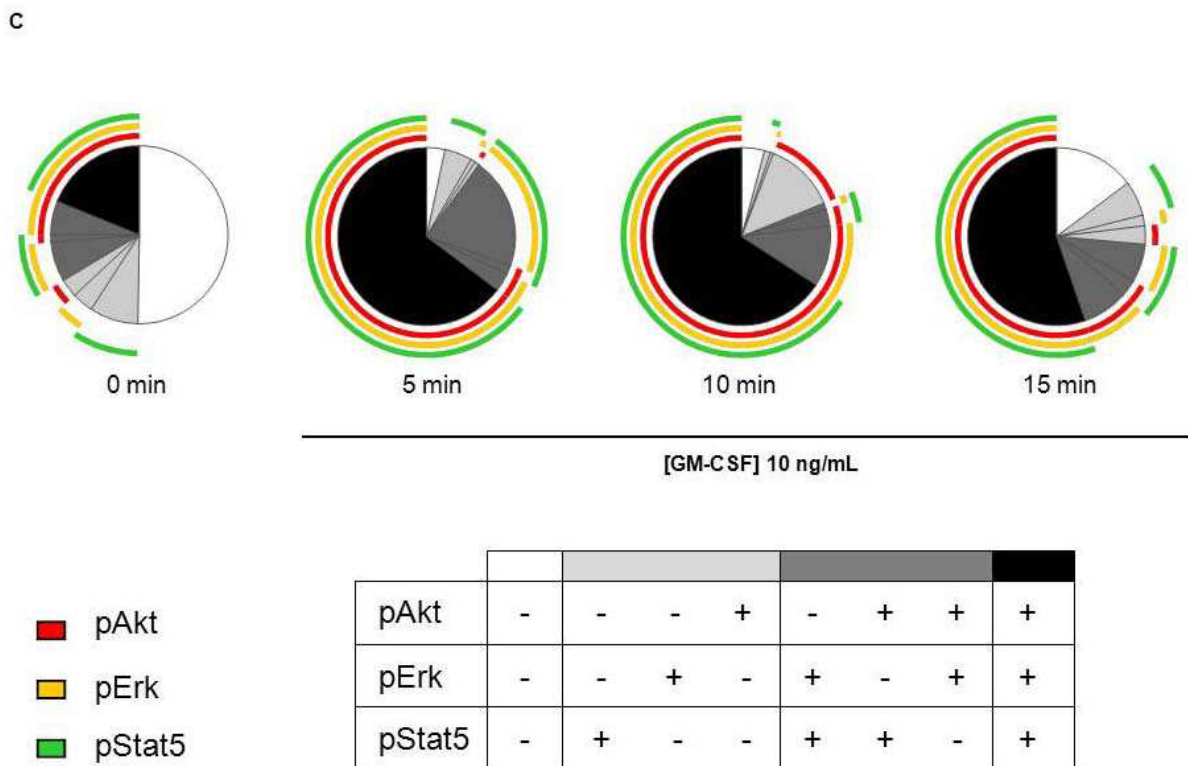 C
0 min 5 min 10 min 15 min
[GM-CSF] 10 ng/mL
pAkt
pErk
pStat5
pAkt - - - + - + + +
pErk - - + - + - + +
pStat5 - + - - + + - +